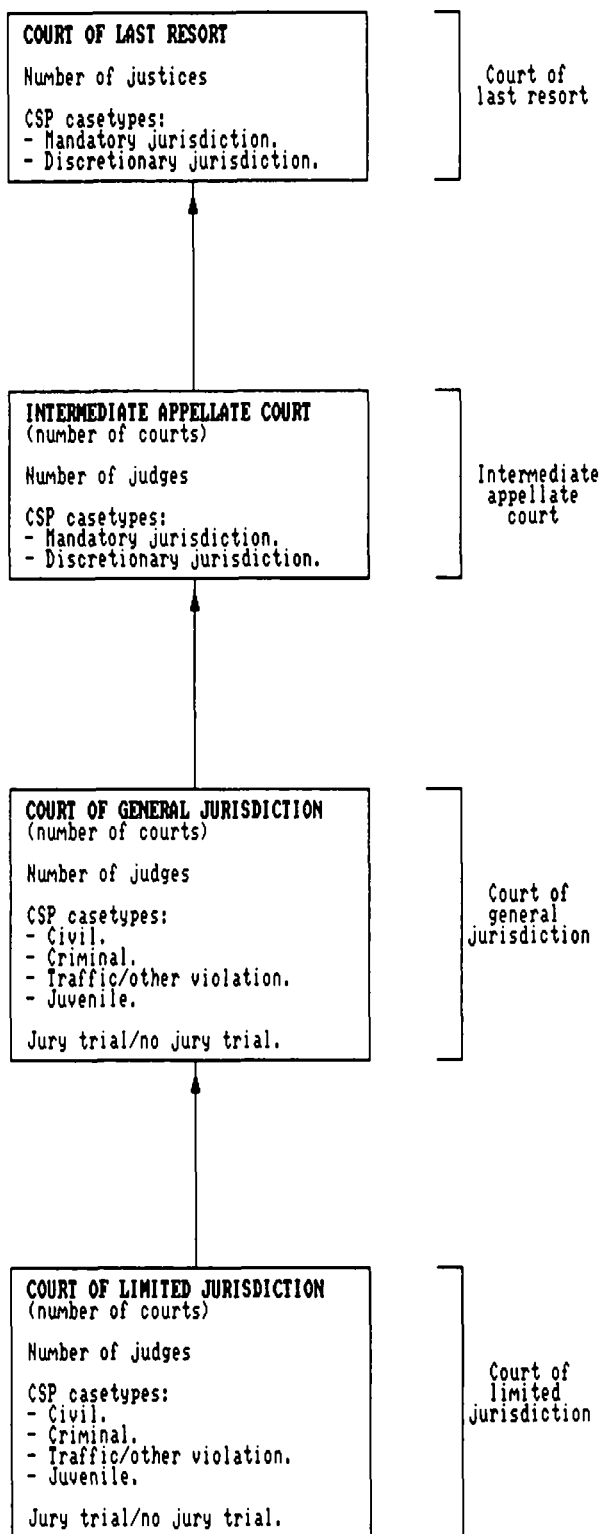 COURT OF LAST RESORT
Number of justices
CSP casetypes:
- Mandatory jurisdiction.
- Discretionary jurisdiction.
Court of
last resort
INTERMEDIATE APPELLATE COURT
(number of courts)
Number of judges
CSP casetypes:
- Mandatory jurisdiction.
- Discretionary jurisdiction.
Intermediate
appellate
court
COURT OF GENERAL JURISDICTION
(number of courts)
Number of judges
CSP casetypes:
- Civil.
- Criminal.
- Traffic/other violation.
- Juvenile.
Jury trial/no jury trial.
Court of
general
jurisdiction
COURT OF LIMITED JURISDICTION
(number of courts)
Number of judges
CSP casetypes:
- Civil.
- Criminal.
- Traffic/other violation.
- Juvenile.
Jury trial/no jury trial.
Court of
limited
jurisdiction